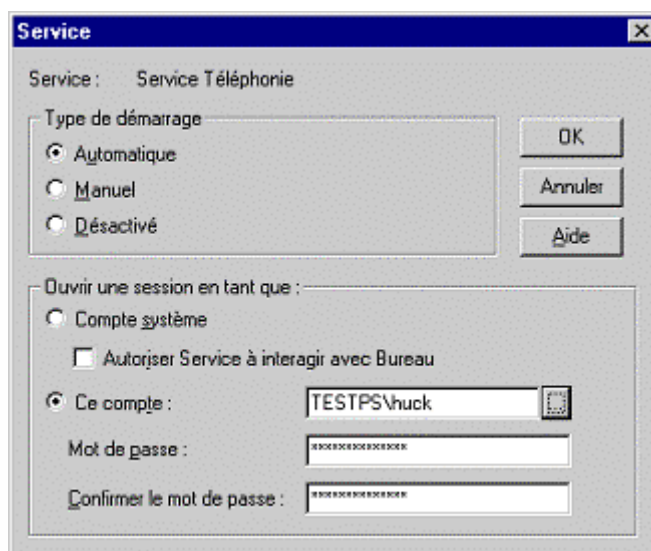 Service
Service : Service Téléphonie
Type de démarrage
Automatique
Manuel
Désactivé
OK
Annuler
Aide
Ouvrir une session en tant que :
Compte système
Autoriser Service à interagir avec Bureau
Ce compte : TESTPS\huck
Mot de passe : **************
Confirmer le mot de passe : **************